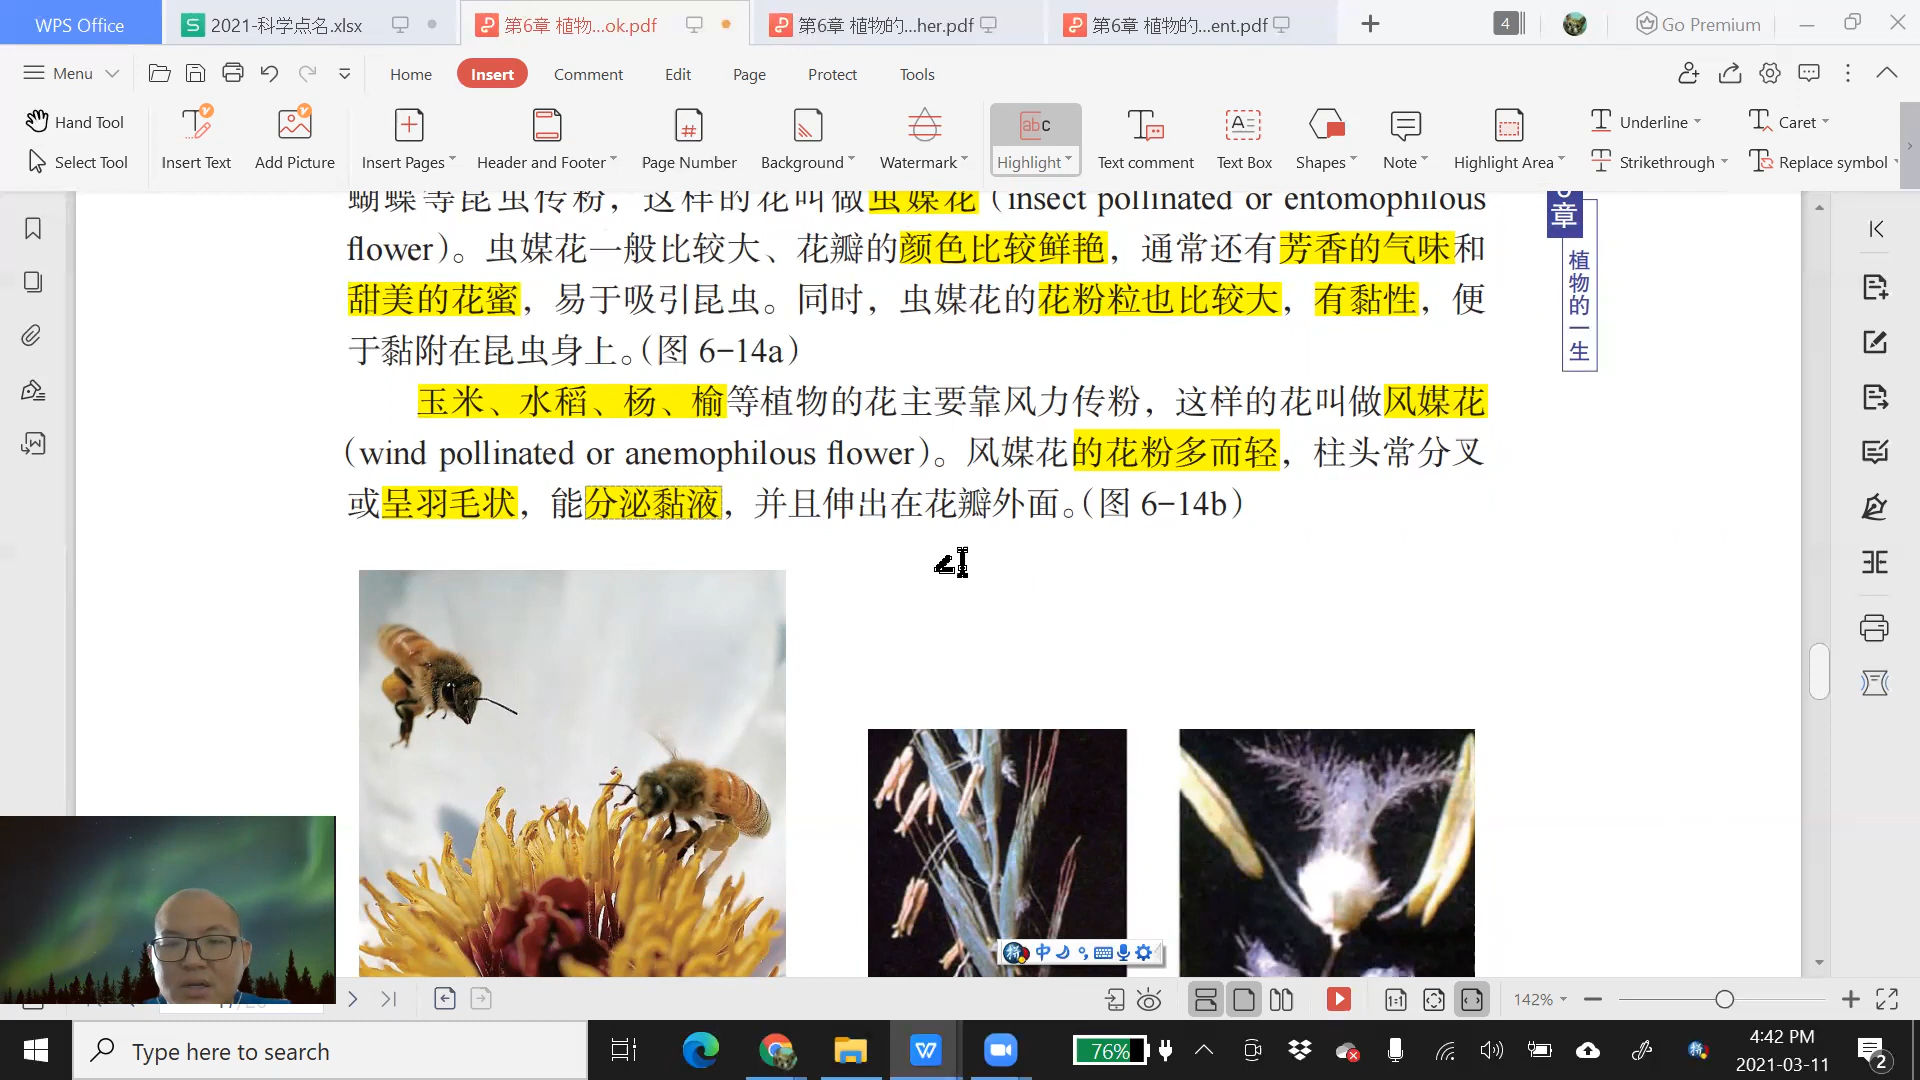 WPS Office
2021-科学点名.xlsx
第6章 植物...ok.pdf
第6章 植物的...her.pdf
第6章 植物的...ent.pdf
4
Go Premium
Menu
Home
Insert
Comment
Edit
Page
Protect
Tools
Hand Tool
Select Tool
Insert Text
Add Picture
Insert Pages
Header and Footer
Page Number
Background
Watermark
Highlight
Text comment
Text Box
Shapes
Note
Highlight Area
Underline
Strikethrough
Caret
Replace symbol
蝴蝶等昆虫传粉，这样的花叫做虫媒花（insect pollinated or entomophilous
flower）。虫媒花一般比较大、花瓣的颜色比较鲜艳，通常还有芳香的气味和
甜美的花蜜，易于吸引昆虫。同时，虫媒花的花粉粒也比较大，有黏性，便
于黏附在昆虫身上。（图 6-14a）
玉米、水稻、杨、榆等植物的花主要靠风力传粉，这样的花叫做风媒花
（wind pollinated or anemophilous flower）。风媒花的花粉多而轻，柱头常分叉
或呈羽毛状，能分泌黏液，并且伸出在花瓣外面。（图 6-14b）
章
植物的一生
中
142%
Type here to search
76%
4:42 PM
2021-03-11
2